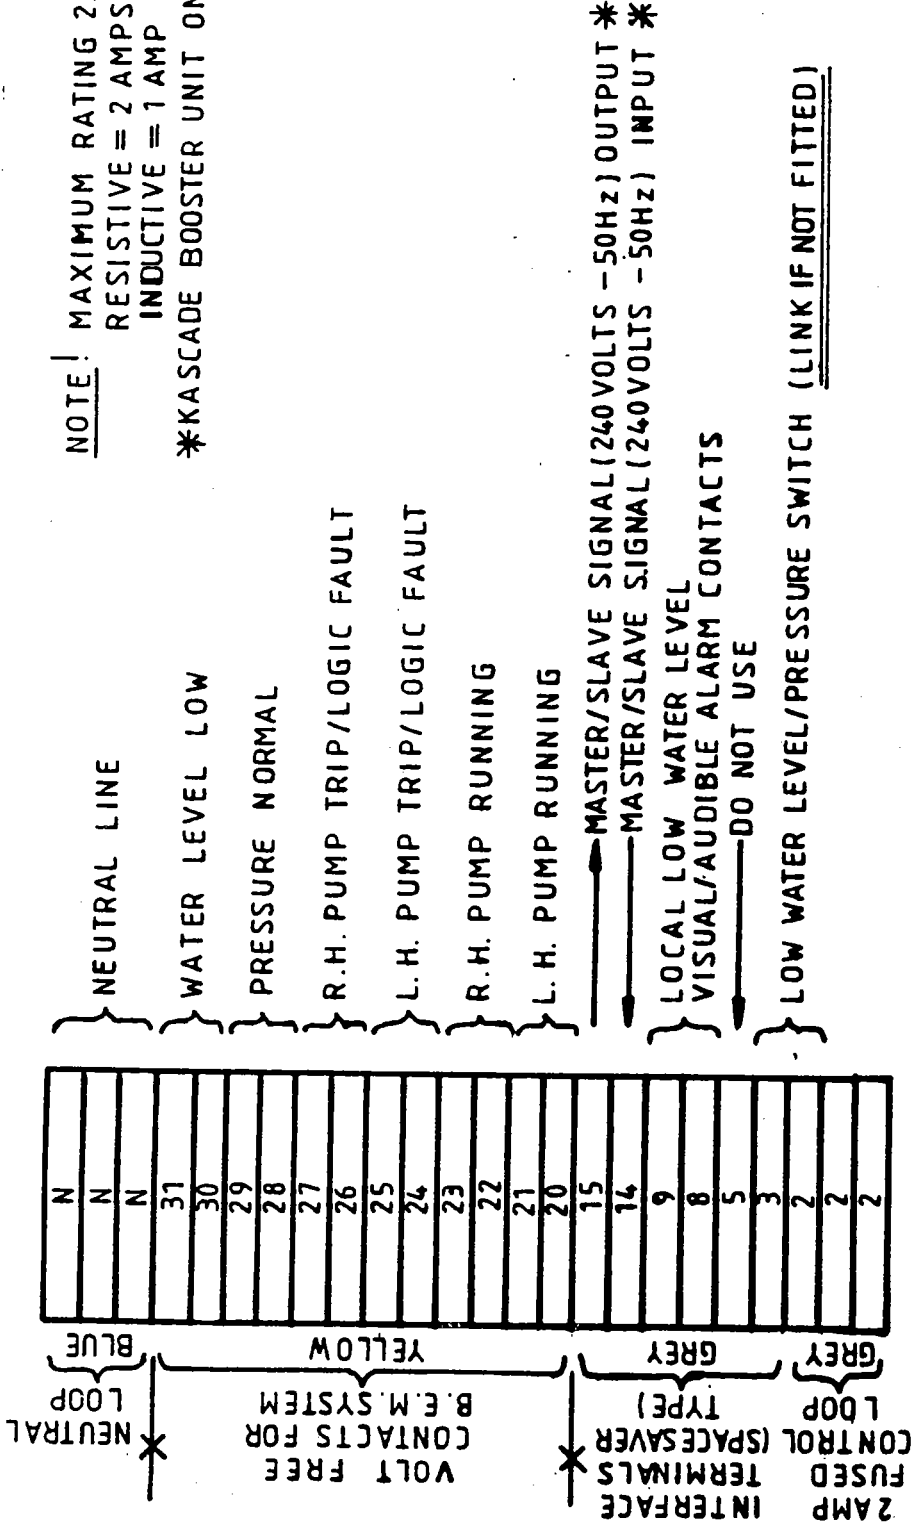 NOTE! MAXIMUM RATING 2
RESISTIVE = 2 AMPS
INDUCTIVE = 1 AMP
*KASCADE BOOSTER UNIT ON
NEUTRAL LINE
WATER LEVEL LOW
PRESSURE NORMAL
R.H. PUMP TRIP/LOGIC FAULT
L.H. PUMP TRIP/LOGIC FAULT
R.H. PUMP RUNNING
L.H. PUMP RUNNING
MASTER/SLAVE SIGNAL (240VOLTS -50Hz) OUTPUT *
MASTER/SLAVE SIGNAL (240VOLTS -50Hz) INPUT *
LOCAL LOW WATER LEVEL
VISUAL/AUDIBLE ALARM CONTACTS
DO NOT USE
LOW WATER LEVEL/PRESSURE SWITCH (LINK IF NOT FITTED)
N
N
N
31
30
29
28
27
26
25
24
23
22
21
20
15
14
9
8
5
3
2
2
2
BLUE
NEUTRAL
LOOP
YELLOW
VOLT FREE
CONTACTS FOR
B.E.M. SYSTEM
GREY
INTERFACE
TERMINALS
(SPACESAVER
TYPE)
GREY
2 AMP
FUSED
CONTROL
LOOP